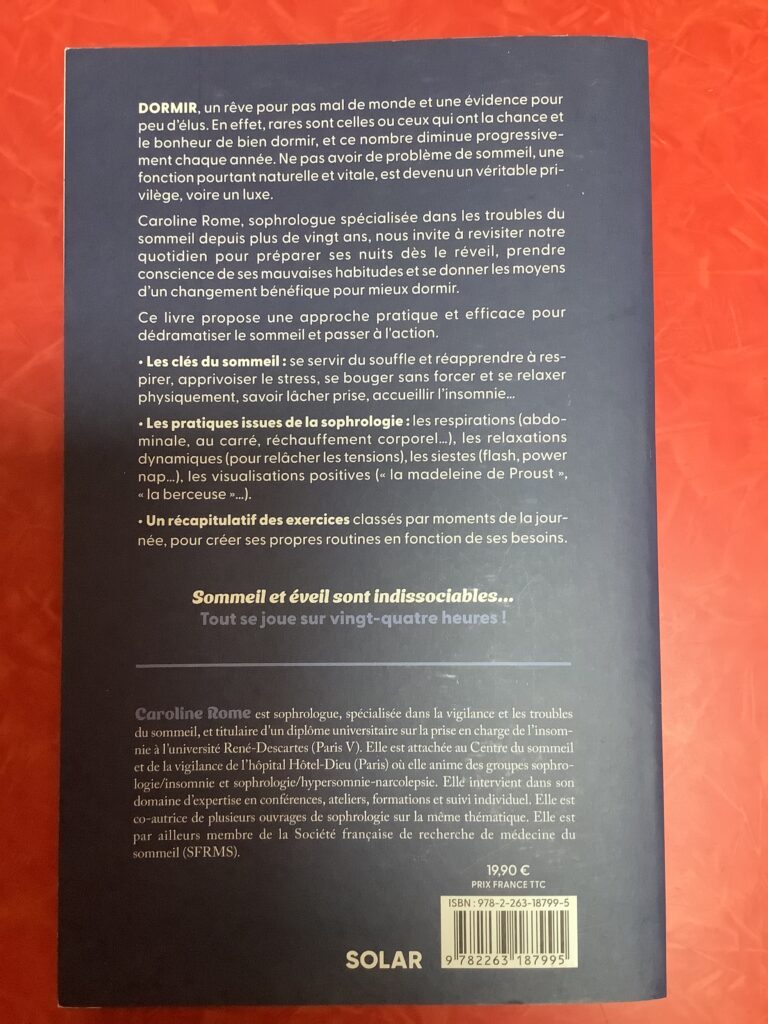 DORMIR, un rêve pour pas mal de monde et une évidence pour
peu d'élus. En effet, rares sont celles ou ceux qui ont la chance et
le bonheur de bien dormir, et ce nombre diminue progressive-
ment chaque année. Ne pas avoir de problème de sommeil, une
fonction pourtant naturelle et vitale, est devenu un véritable pri-
vilège, voire un luxe.
Caroline Rome, sophrologue spécialisée dans les troubles du
sommeil depuis plus de vingt ans, nous invite à revisiter notre
quotidien pour préparer ses nuits dès le réveil, prendre
conscience de ses mauvaises habitudes et se donner les moyens
d'un changement bénéfique pour mieux dormir.
Ce livre propose une approche pratique et efficace pour
dédramatiser le sommeil et passer à l'action.
• Les clés du sommeil : se servir du souffle et réapprendre à res-
pirer, apprivoiser le stress, se bouger sans forcer et se relaxer
physiquement, savoir lâcher prise, accueillir l'insomnie...
• Les pratiques issues de la sophrologie : les respirations (abdo-
minale, au carré, réchauffement corporel...), les relaxations
dynamiques (pour relâcher les tensions), les siestes (flash, power
nap...), les visualisations positives (« la madeleine de Proust »,
« la berceuse »...).
• Un récapitulatif des exercices classés par moments de la jour-
née, pour créer ses propres routines en fonction de ses besoins.
Sommeil et éveil sont indissociables...
Tout se joue sur vingt-quatre heures !
Caroline Rome est sophrologue, spécialisée dans la vigilance et les troubles
du sommeil, et titulaire d'un diplôme universitaire sur la prise en charge de l'insom-
nie à l'université René-Descartes (Paris V). Elle est attachée au Centre du sommeil
et de la vigilance de l'hôpital Hôtel-Dieu (Paris) où elle anime des groupes sophro-
logie/insomnie et sophrologie/hypersomnie-narcolepsie. Elle intervient dans son
domaine d'expertise en conférences, ateliers, formations et suivi individuel. Elle est
co-autrice de plusieurs ouvrages de sophrologie sur la même thématique. Elle est
par ailleurs membre de la Société française de recherche de médecine du
sommeil (SFRMS).
19,90 €
PRIX FRANCE TTC
ISBN : 978-2-263-18799-5
9 782263 187995
SOLAR